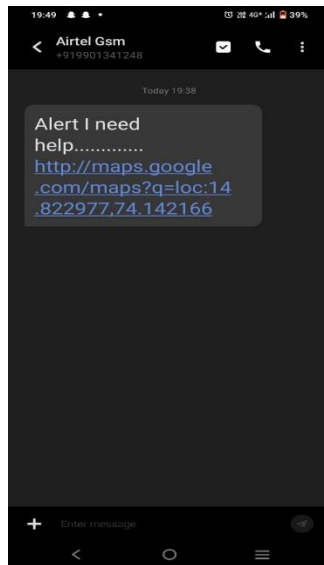 19:49 4G+ 39%
Airtel Gsm
+919901341248
Today 19:38
Alert I need
help.............
http://maps.google
.com/maps?q=loc:14
.822977,74.142166
Enter message